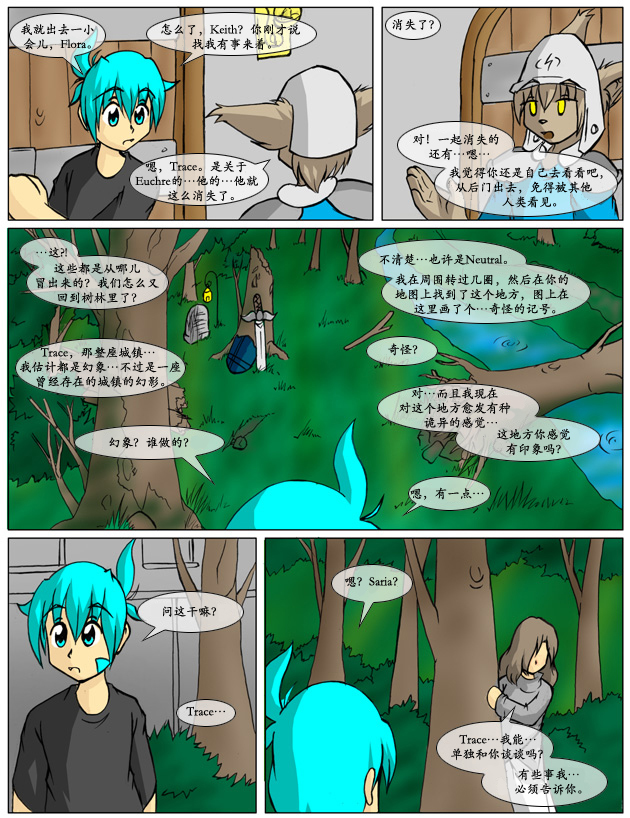 我就出去一小
会儿，Flora。
怎么了，Keith？你刚才说
找我有事来着。
嗯，Trace。是关于
Euchre的…他的…他就
这么消失了。
消失了？
对！一起消失的
还有…嗯…
我觉得你还是自己去看看吧，
从后门出去，免得被其他
人类看见。
…这?!
这些都是从哪儿
冒出来的？我们怎么又
回到树林里了？
不清楚…也许是Neutral。
我在周围转过几圈，然后在你的
地图上找到了这个地方，图上在
这里画了个…奇怪的记号。
Trace，那整座城镇…
我估计都是幻象…不过是一座
曾经存在的城镇的幻影。
奇怪？
对…而且我现在
对这个地方愈发有种
诡异的感觉…
幻象？谁做的？
这地方你感觉
有印象吗？
嗯，有一点…
问这干嘛？
Trace…
嗯？Saria？
Trace…我能…
单独和你谈谈吗？
有些事我…
必须告诉你。